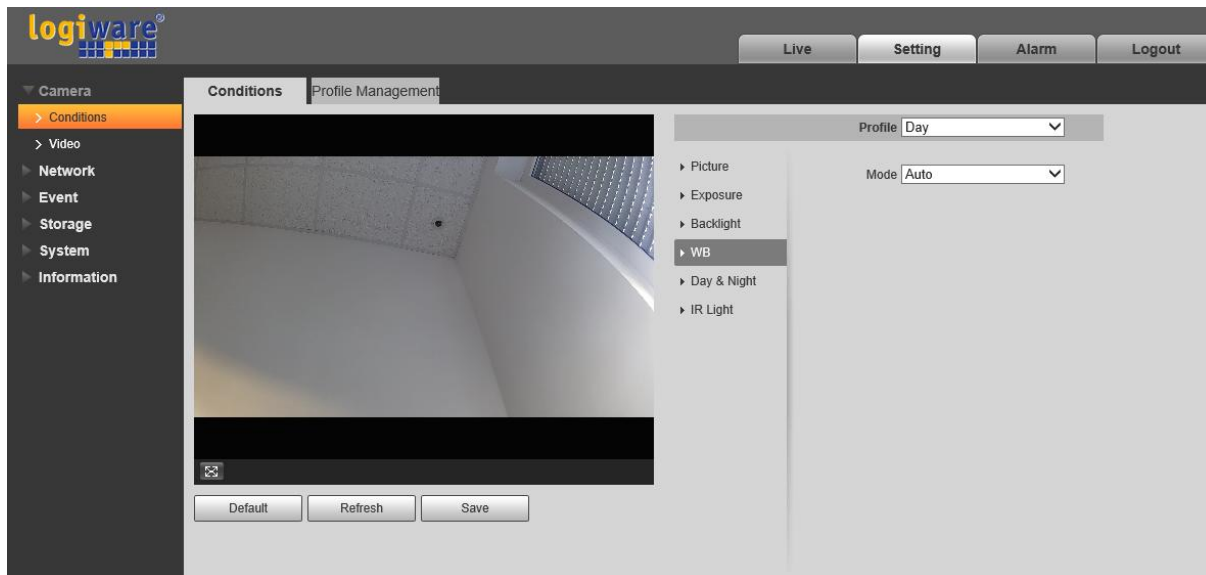 logiware®
Live Setting Alarm Logout
Camera
Conditions
Video
Network
Event
Storage
System
Information
Conditions Profile Management
Profile Day
Picture
Exposure
Backlight
WB
Day & Night
IR Light
Mode Auto
Default Refresh Save